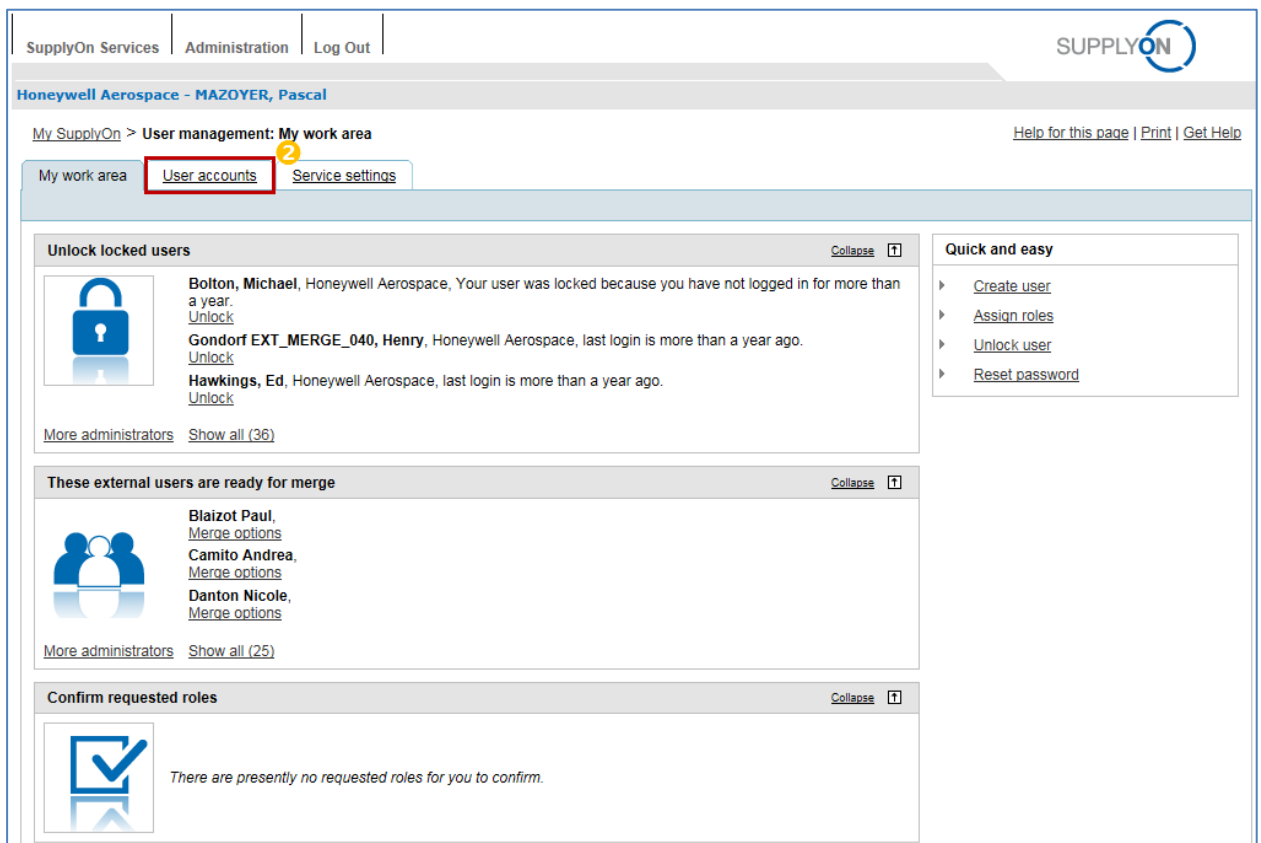 SupplyOn Services Administration Log Out
SUPPLYON
Honeywell Aerospace - MAZOYER, Pascal
My SupplyOn > User management: My work area
Help for this page | Print | Get Help
2
My work area User accounts Service settings
Unlock locked users Collapse
Bolton, Michael, Honeywell Aerospace, Your user was locked because you have not logged in for more than
a year.
Unlock
Gondorf EXT_MERGE_040, Henry, Honeywell Aerospace, last login is more than a year ago.
Unlock
Hawkings, Ed, Honeywell Aerospace, last login is more than a year ago.
Unlock
More administrators Show all (36)
Quick and easy
Create user
Assign roles
Unlock user
Reset password
These external users are ready for merge Collapse
Blaizot Paul,
Merge options
Camito Andrea,
Merge options
Danton Nicole,
Merge options
More administrators Show all (25)
Confirm requested roles Collapse
There are presently no requested roles for you to confirm.